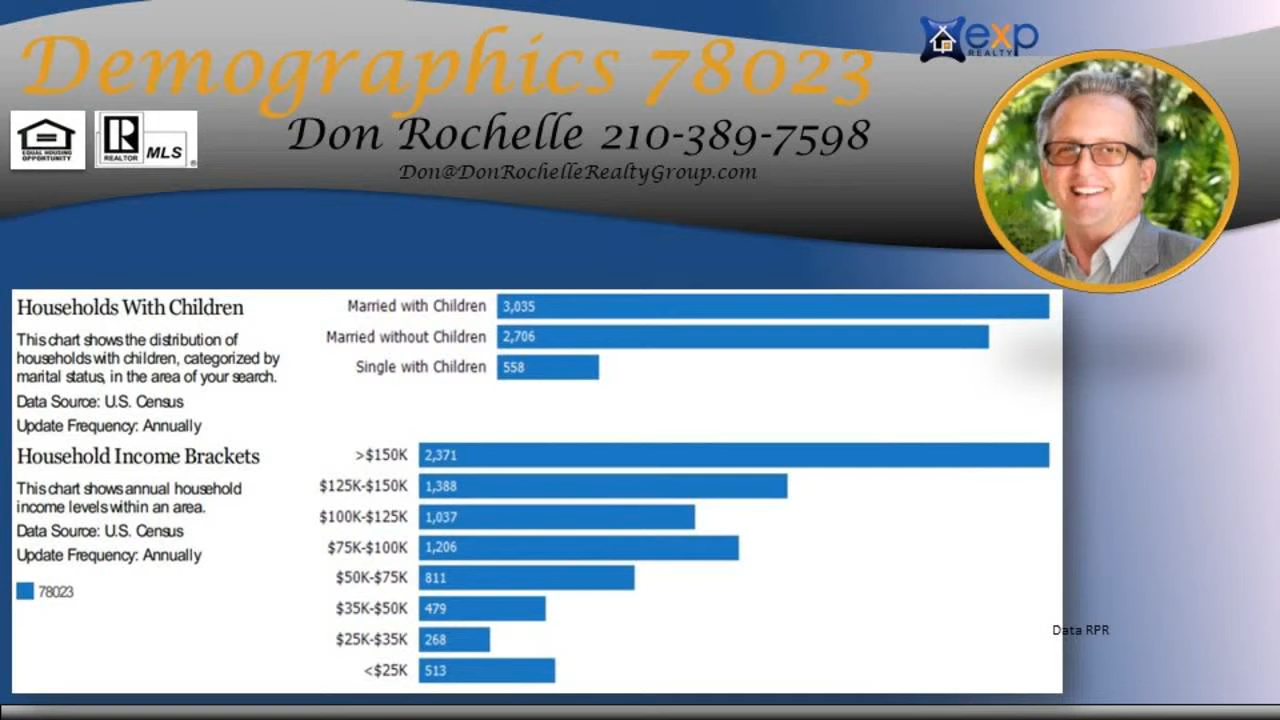 Demographics 78023
exp
REALTY
EQUAL HOUSING
OPPORTUNITY
REALTOR
MLS
®
Don Rochelle 210-389-7598
Don@DonRochelleRealtyGroup.com
Households With Children
This chart shows the distribution of
households with children, categorized by
marital status, in the area of your search.
Data Source: U.S. Census
Update Frequency: Annually
Married with Children 3,035
Married without Children 2,706
Single with Children 558
Household Income Brackets
This chart shows annual household
income levels within an area.
Data Source: U.S. Census
Update Frequency: Annually
78023
>$150K 2,371
$125K-$150K 1,388
$100K-$125K 1,037
$75K-$100K 1,206
$50K-$75K 811
$35K-$50K 479
$25K-$35K 268
<$25K 513
Data RPR